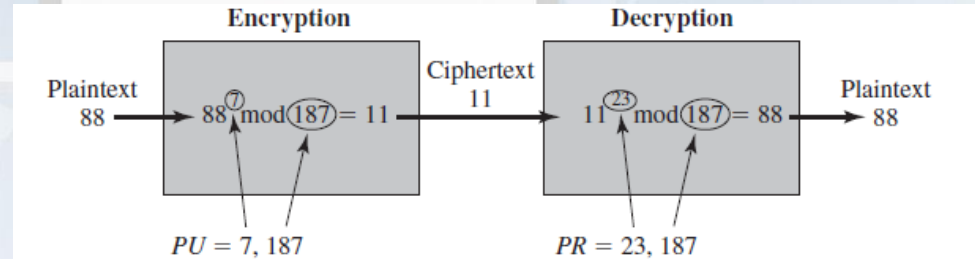 Encryption
Decryption
Plaintext
88
88^7 mod 187 = 11
Ciphertext
11
11^23 mod 187 = 88
Plaintext
88
PU = 7, 187
PR = 23, 187